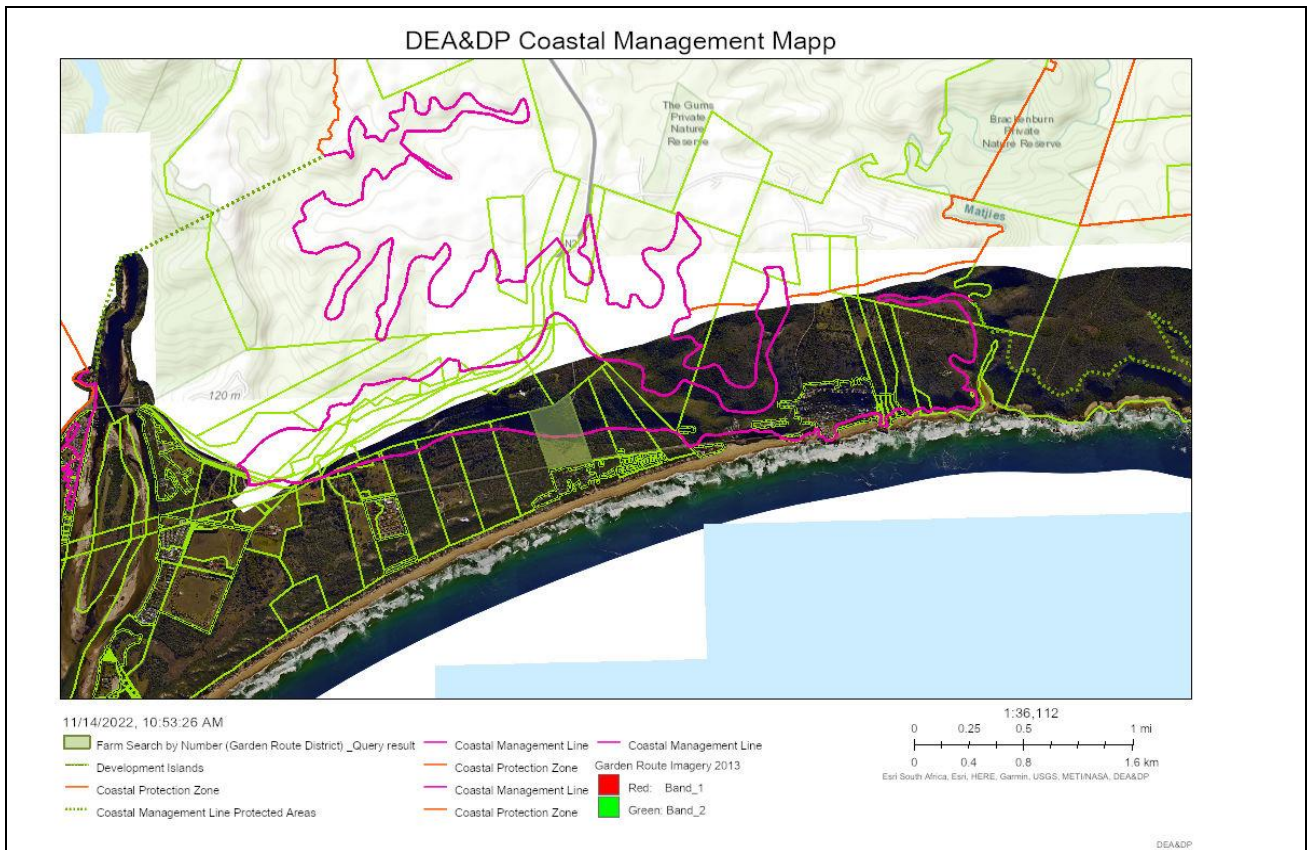 DEA&DP Coastal Management Mapp
The Gums
Private
Nature
Reserve
Brackenburn
Private
Nature Reserve
Matjies
N2
120 m
11/14/2022, 10:53:26 AM
Farm Search by Number (Garden Route District) _Query result
Development Islands
Coastal Protection Zone
Coastal Management Line Protected Areas
Coastal Management Line
Coastal Protection Zone
Coastal Management Line
Coastal Protection Zone
Coastal Management Line
Garden Route Imagery 2013
Red: Band_1
Green: Band_2
1:36,112
0 0.25 0.5 1 mi
0 0.4 0.8 1.6 km
Esri South Africa, Esri, HERE, Garmin, USGS, METI/NASA, DEA&DP
DEA&DP